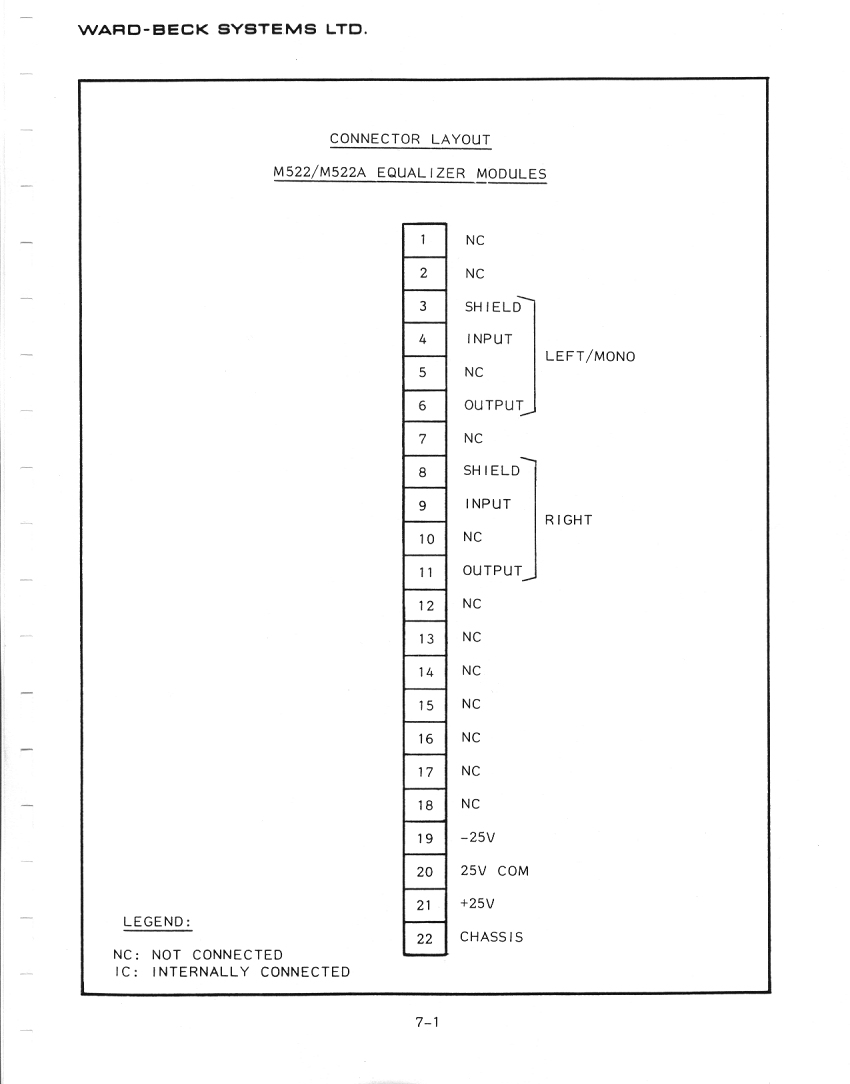 WARD-BECK SYSTEMS LTD.
CONNECTOR LAYOUT
M522/M522A EQUALIZER MODULES
1 NC
2 NC
3 SHIELD
4 INPUT
LEFT/MONO
5 NC
6 OUTPUT
7 NC
8 SHIELD
9 INPUT
RIGHT
10 NC
11 OUTPUT
12 NC
13 NC
14 NC
15 NC
16 NC
17 NC
18 NC
19 -25V
20 25V COM
21 +25V
22 CHASSIS
LEGEND:
NC: NOT CONNECTED
IC: INTERNALLY CONNECTED
7-1